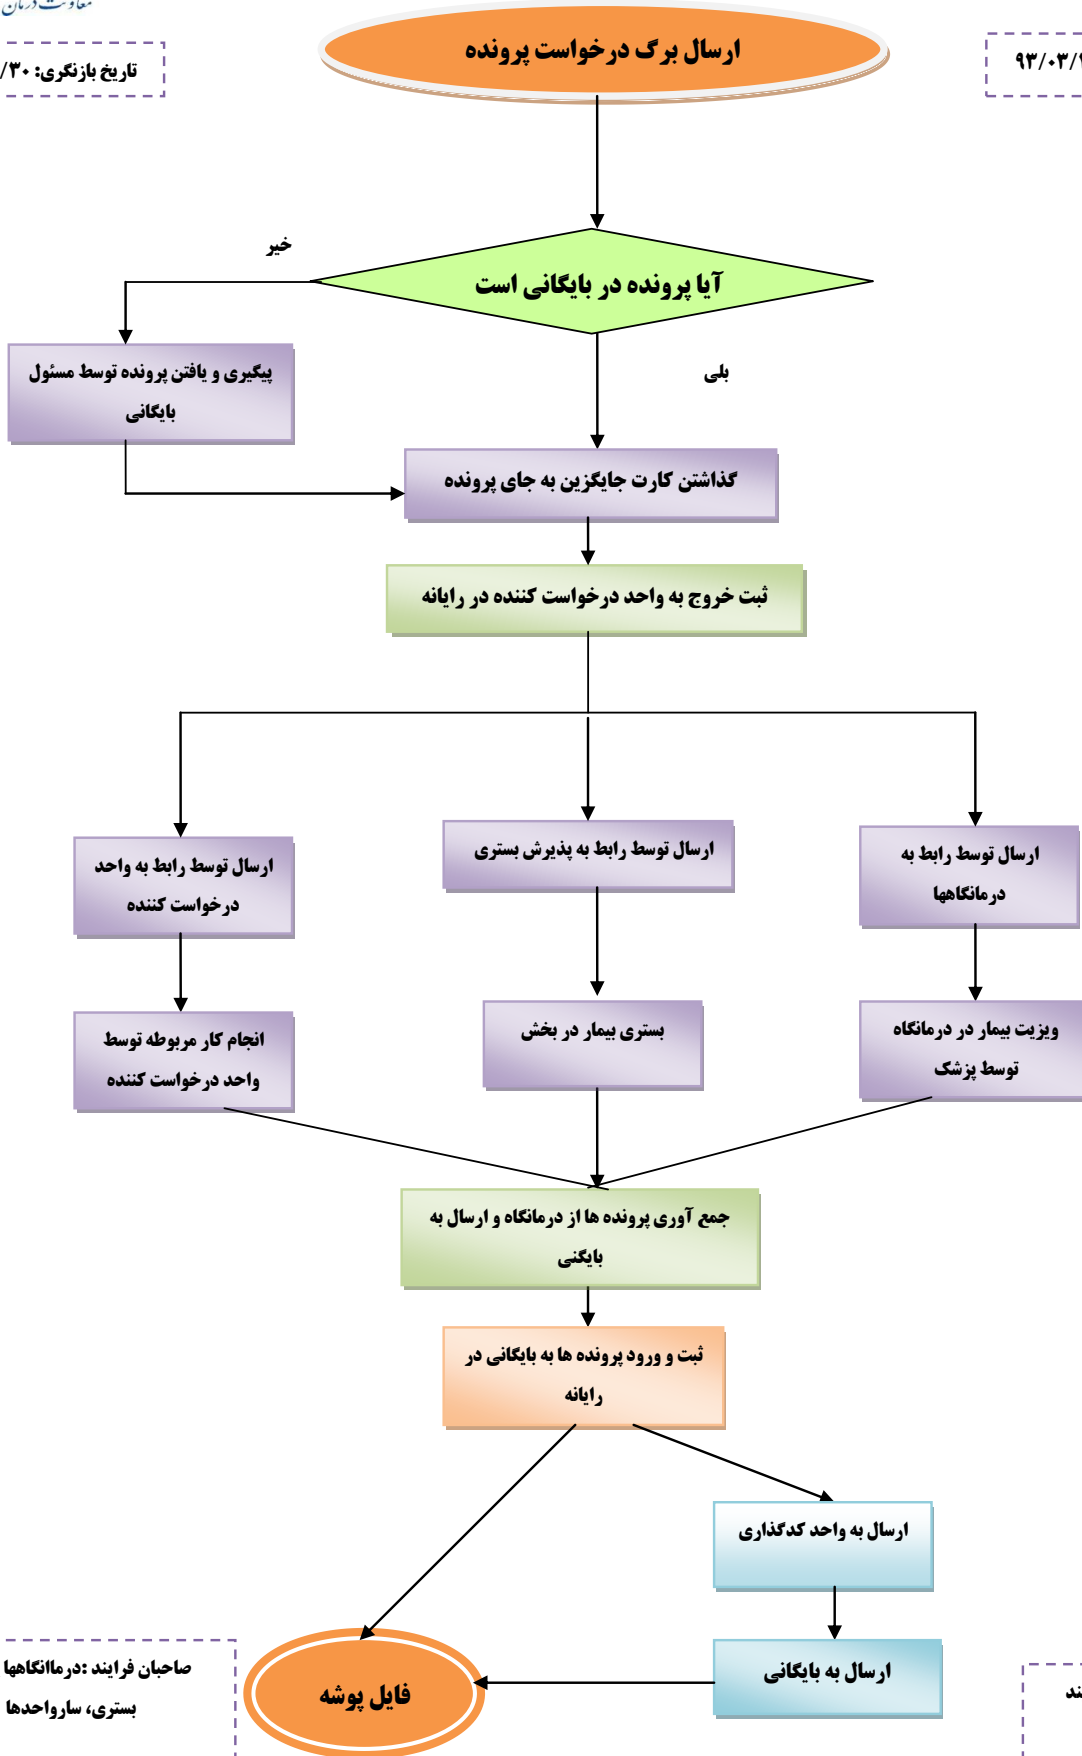 معاونت درمان
۹۳/۰۳/
تاریخ بازنگری: ۳۰/
ارسال برگ درخواست پرونده
آیا پرونده در بایگانی است
خیر
بلی
پیگیری و یافتن پرونده توسط مسئول
بایگانی
گذاشتن کارت جایگزین به جای پرونده
ثبت خروج به واحد درخواست کننده در رایانه
ارسال توسط رابط به
درمانگاهها
ارسال توسط رابط به پذیرش بستری
ارسال توسط رابط به واحد
درخواست کننده
ویزیت بیمار در درمانگاه
توسط پزشک
بستری بیمار در بخش
انجام کار مربوطه توسط
واحد درخواست کننده
جمع آوری پرونده ها از درمانگاه و ارسال به
بایگنی
ثبت و ورود پرونده ها به بایگانی در
رایانه
ارسال به واحد کدگذاری
ارسال به بایگانی
فایل پوشه
صاحبان فرایند :درماانگاهها
بستری، سارواحدها